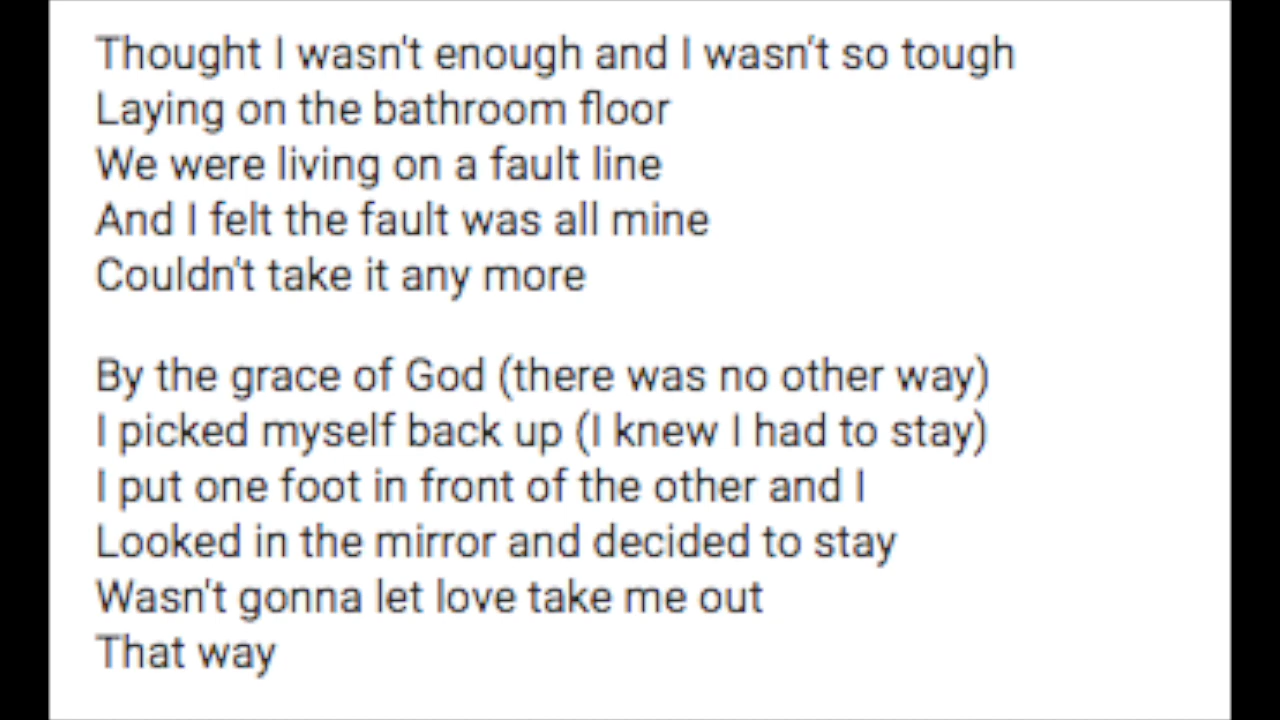 Thought I wasn't enough and I wasn't so tough
Laying on the bathroom floor
We were living on a fault line
And I felt the fault was all mine
Couldn't take it any more
By the grace of God (there was no other way)
I picked myself back up (I knew I had to stay)
I put one foot in front of the other and I
Looked in the mirror and decided to stay
Wasn't gonna let love take me out
That way